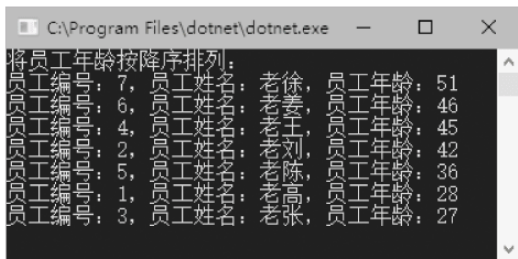 C:\Program Files\dotnet\dotnet.exe
将员工年龄按降序排列：
员工编号：7，员工姓名：老徐，员工年龄：51
员工编号：6，员工姓名：老姜，员工年龄：46
员工编号：4，员工姓名：老王，员工年龄：45
员工编号：2，员工姓名：老刘，员工年龄：42
员工编号：5，员工姓名：老陈，员工年龄：36
员工编号：1，员工姓名：老高，员工年龄：28
员工编号：3，员工姓名：老张，员工年龄：27